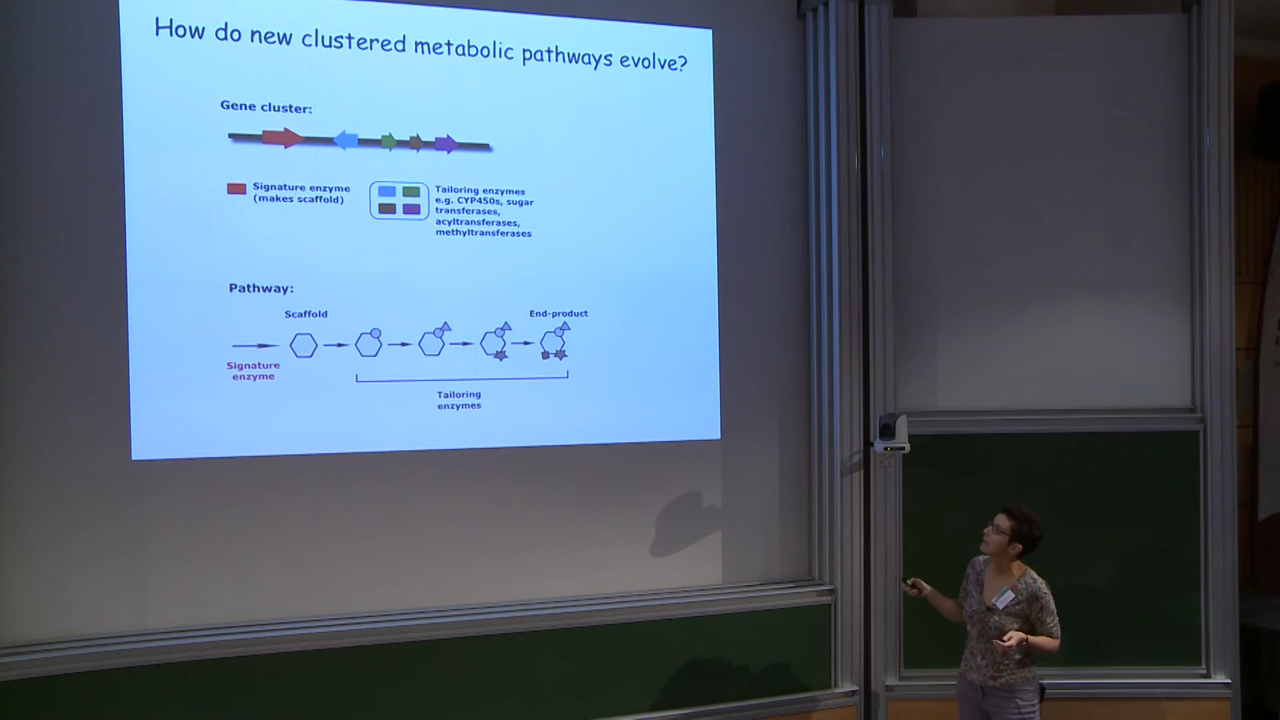 How do new clustered metabolic pathways evolve?
Gene cluster:
Signature enzyme
(makes scaffold)
Tailoring enzymes
e.g. CYP450s, sugar
transferases,
acyltransferases,
methyltransferases
Pathway:
Scaffold
End-product
Signature
enzyme
Tailoring
enzymes